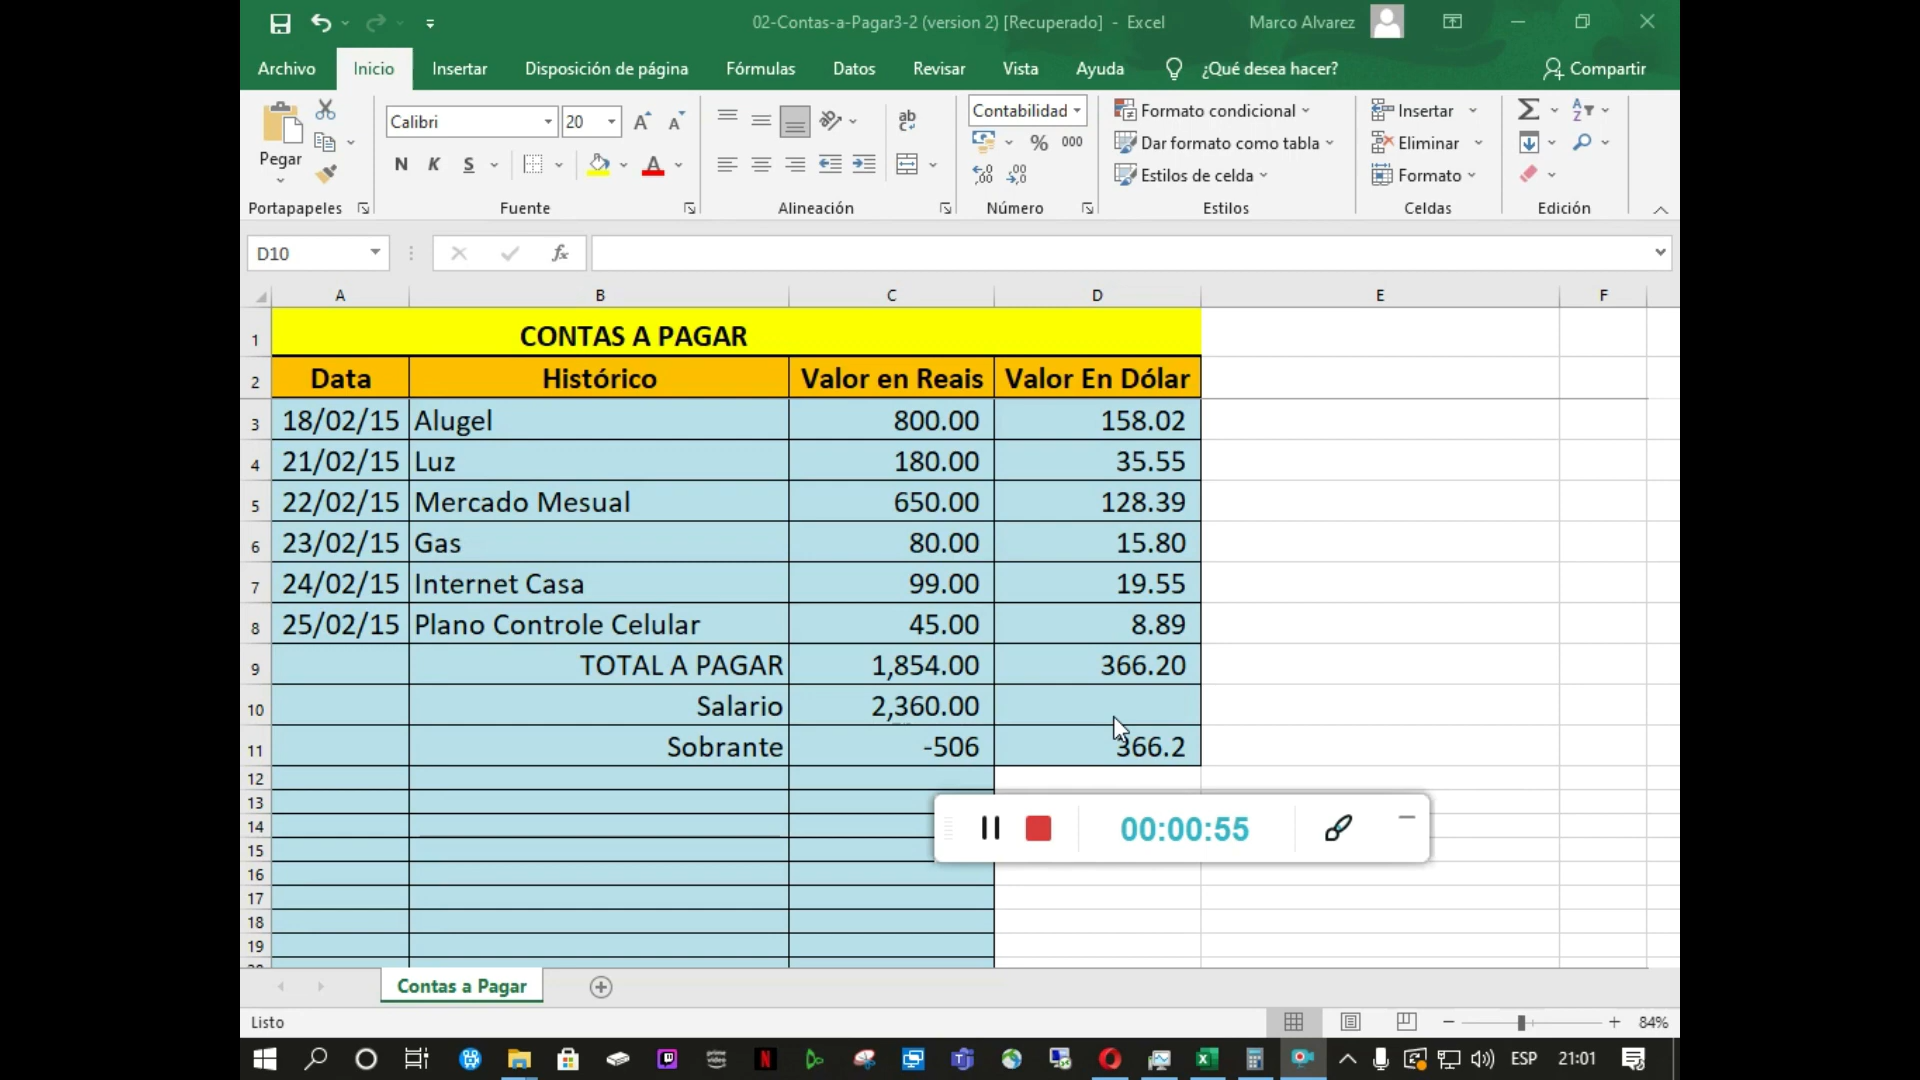 02-Contas-a-Pagar3-2 (version 2) [Recuperado] - Excel
Marco Alvarez
Archivo Inicio Insertar Disposición de página Fórmulas Datos Revisar Vista Ayuda ¿Qué desea hacer? Compartir
Pegar
Calibri 20
N K S
A
ab
Contabilidad
% 000
Formato condicional
Dar formato como tabla
Estilos de celda
Insertar
Eliminar
Formato
Portapapeles Fuente Alineación Número Estilos Celdas Edición
D10 fx
A B C D E F
1 CONTAS A PAGAR
2 Data Histórico Valor en Reais Valor En Dólar
3 18/02/15 Alugel 800.00 158.02
4 21/02/15 Luz 180.00 35.55
5 22/02/15 Mercado Mesual 650.00 128.39
6 23/02/15 Gas 80.00 15.80
7 24/02/15 Internet Casa 99.00 19.55
8 25/02/15 Plano Controle Celular 45.00 8.89
9 TOTAL A PAGAR 1,854.00 366.20
10 Salario 2,360.00
11 Sobrante -506 366.2
12
13
14
15
16
17
18
19
00:00:55
Contas a Pagar
Listo
84%
ESP 21:01